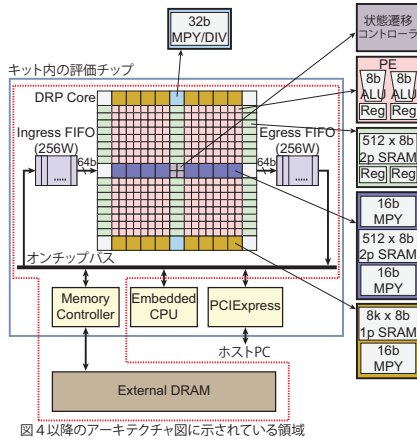 32b
MPY/DIV
状態遷移
コントローラ
キット内の評価チップ
DRP Core
PE
8b
ALU
8b
ALU
Reg
Reg
Ingress FIFO
(256W)
64b
Egress FIFO
(256W)
64b
512 x 8b
2p SRAM
Reg
Reg
16b
MPY
512 x 8b
2p SRAM
16b
MPY
オンチップバス
Memory
Controller
Embedded
CPU
PCIExpress
8k x 8b
1p SRAM
16b
MPY
ホストPC
External DRAM
図4以降のアーキテクチャ図に示されている領域